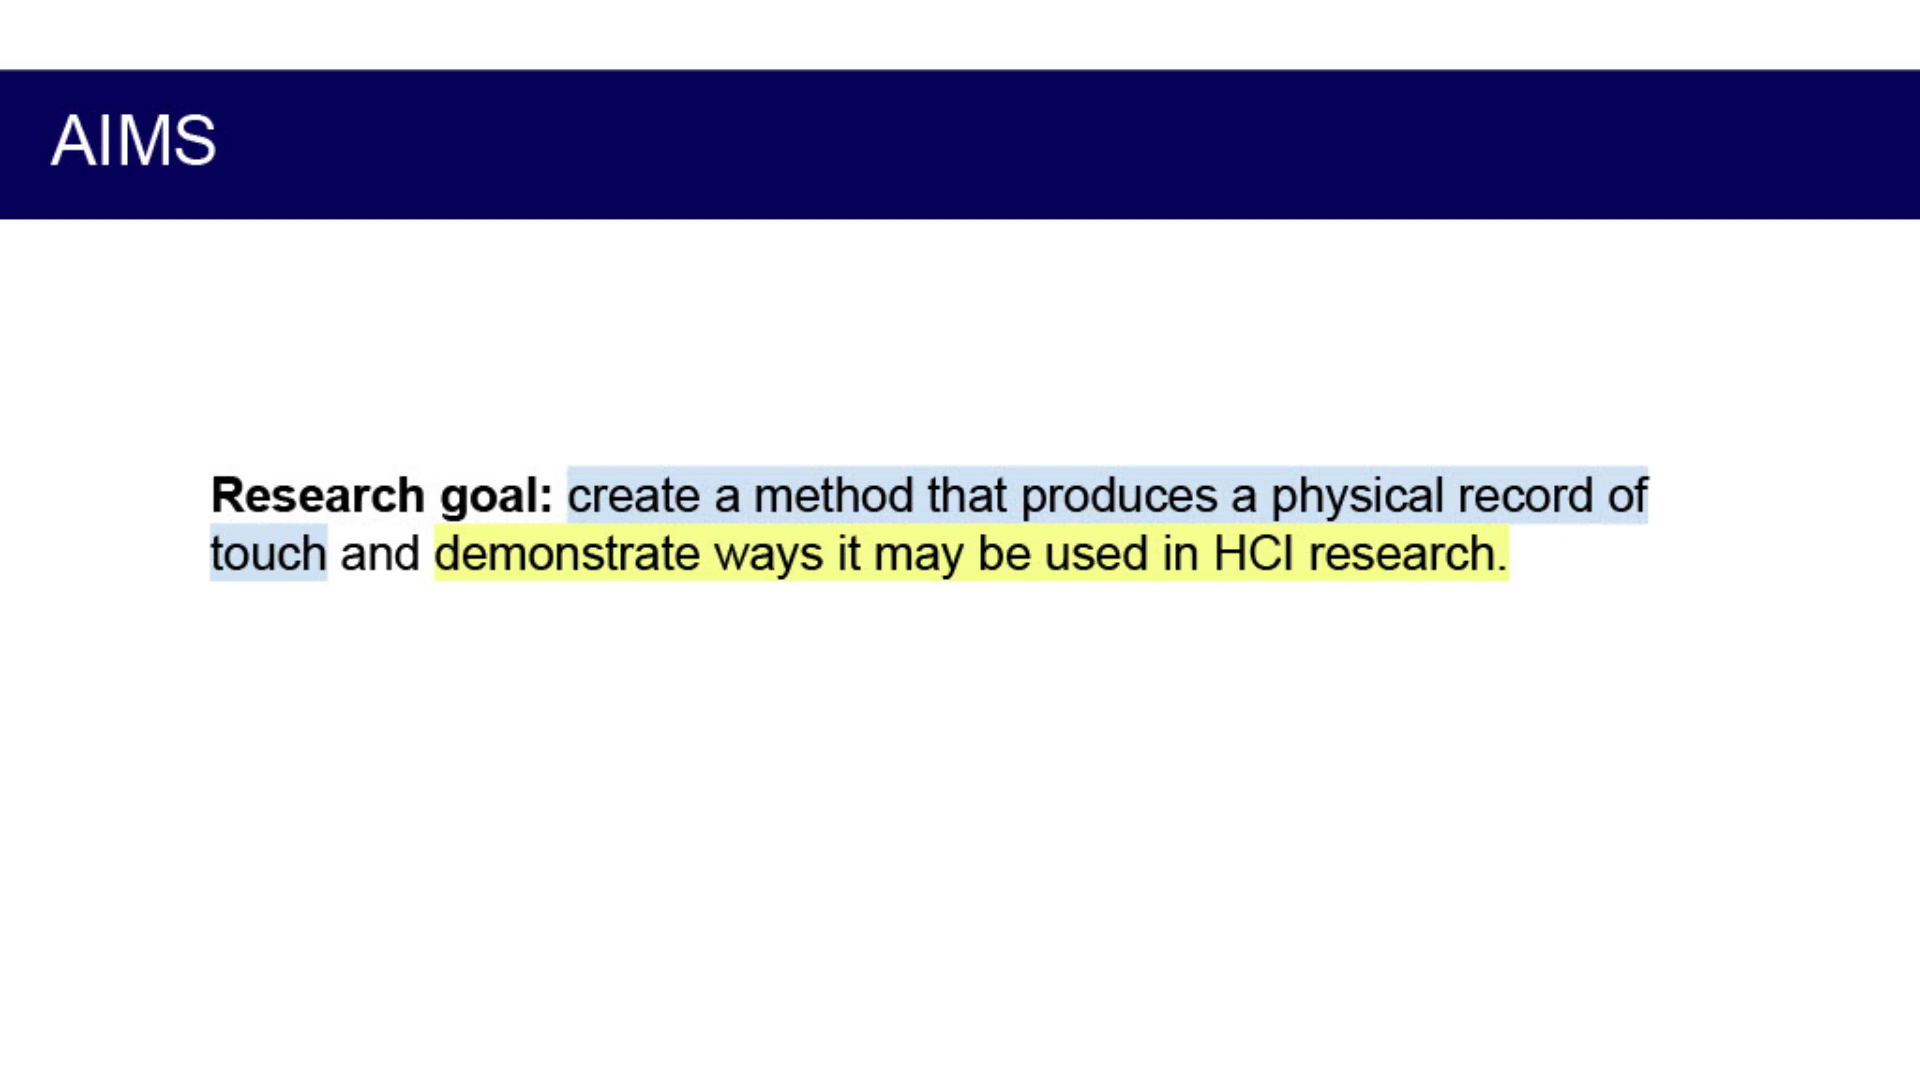 AIMS
Research goal: create a method that produces a physical record of
touch and demonstrate ways it may be used in HCI research.